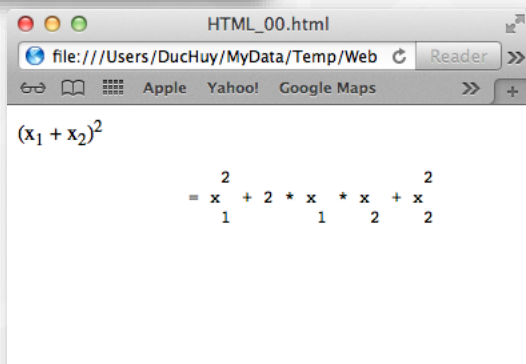 HTML_00.html
file:///Users/DucHuy/MyData/Temp/Web Reader
Apple Yahoo! Google Maps
(x₁ + x₂)²
2 2
= x + 2 * x * x + x
1 1 2 2